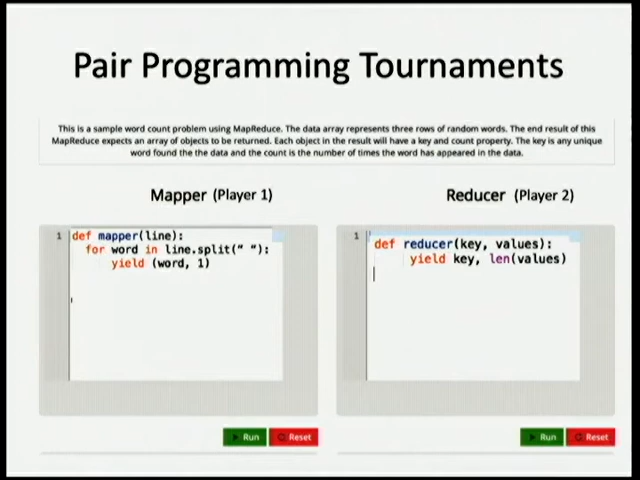 Pair Programming Tournaments
This is a sample word count problem using MapReduce. The data array represents three rows of random words. The end result of this
MapReduce expects an array of objects to be returned. Each object in the result will have a key and count property. The key is any unique
word found the the data and the count is the number of times the word has appeared in the data.
Mapper (Player 1)
1 def mapper(line):
for word in line.split(" "):
yield (word, 1)
Run Reset
Reducer (Player 2)
1
def reducer(key, values):
yield key, len(values)
Run Reset